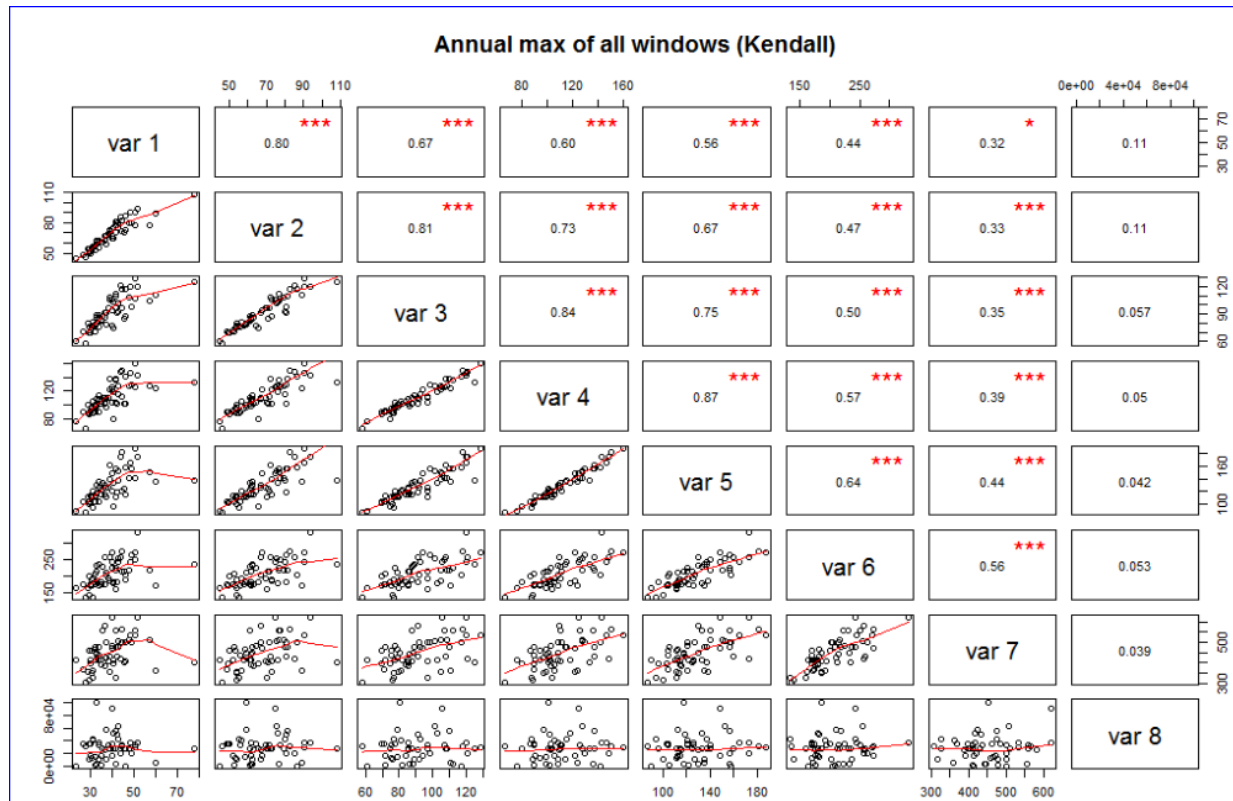 Annual max of all windows (Kendall)
50 70 90 110
80 100 120 140 160
150 250
0e+00 4e+04 8e+04
var 1
***
0.80
***
0.67
***
0.60
***
0.56
***
0.44
*
0.32
0.11
30 50 70
50 80 110
var 2
***
0.81
***
0.73
***
0.67
***
0.47
***
0.33
0.11
var 3
***
0.84
***
0.75
***
0.50
***
0.35
0.057
60 90 120
80 120
var 4
***
0.87
***
0.57
***
0.39
0.05
var 5
***
0.64
***
0.44
0.042
100 160
150 250
var 6
***
0.56
0.053
var 7
0.039
300 500
0e+00 8e+04
var 8
30 50 70
60 80 100 120
100 140 180
300 400 500 600